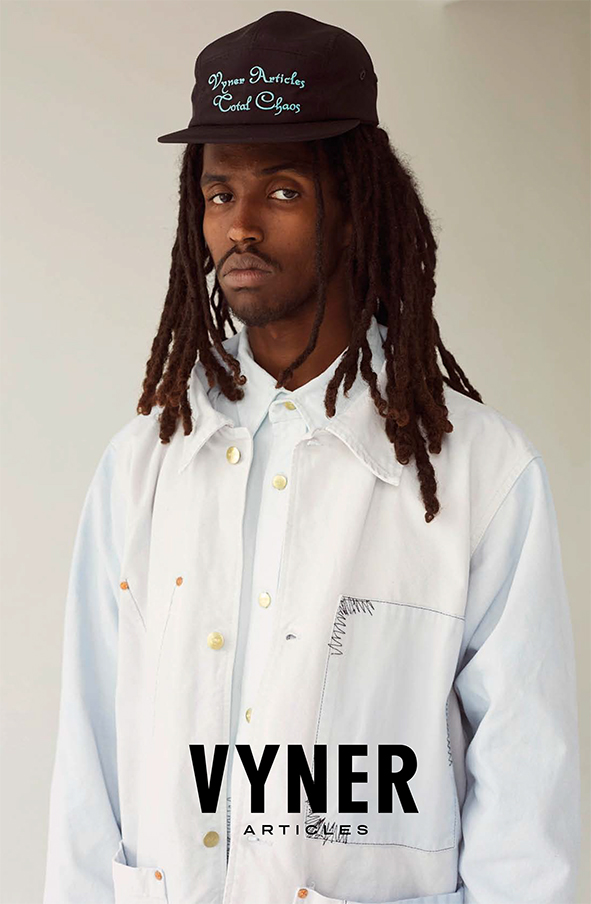 Vyner Articles
Total Chaos
VYNER
ARTICLES